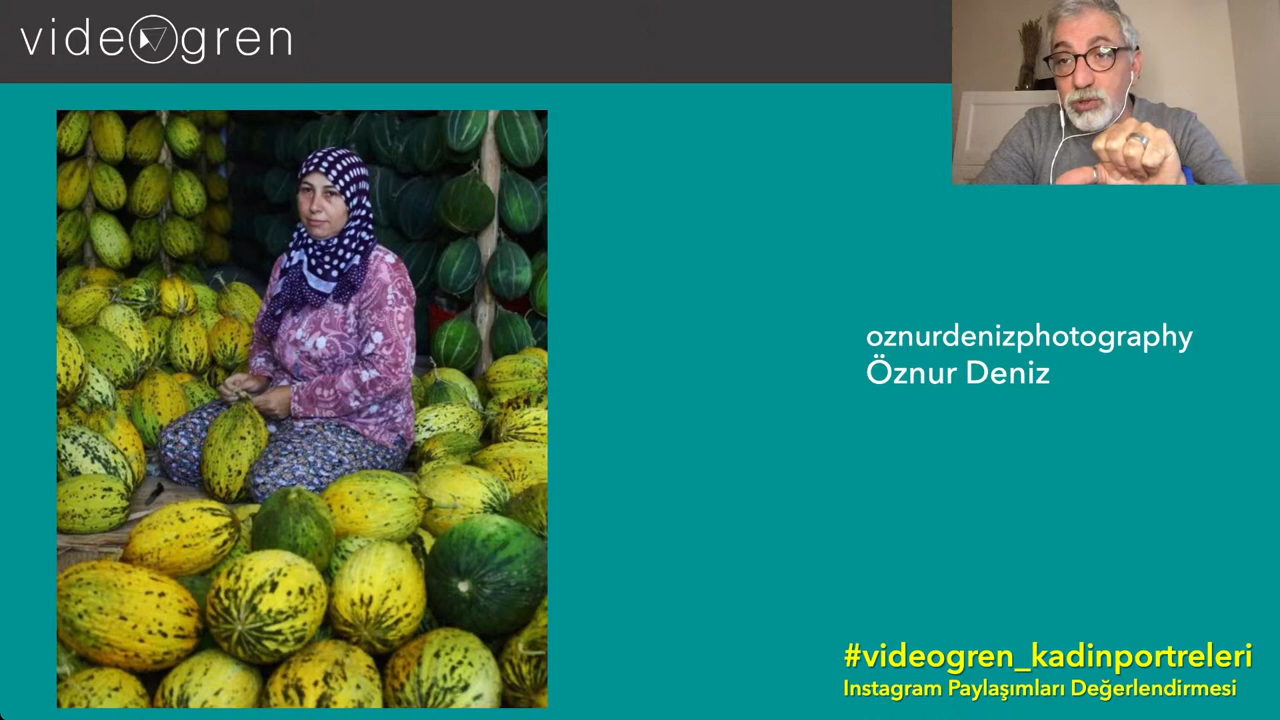 videogren
oznurdenizphotography
Öznur Deniz
#videogren_kadinportreleri
Instagram Paylaşımları Değerlendirmesi